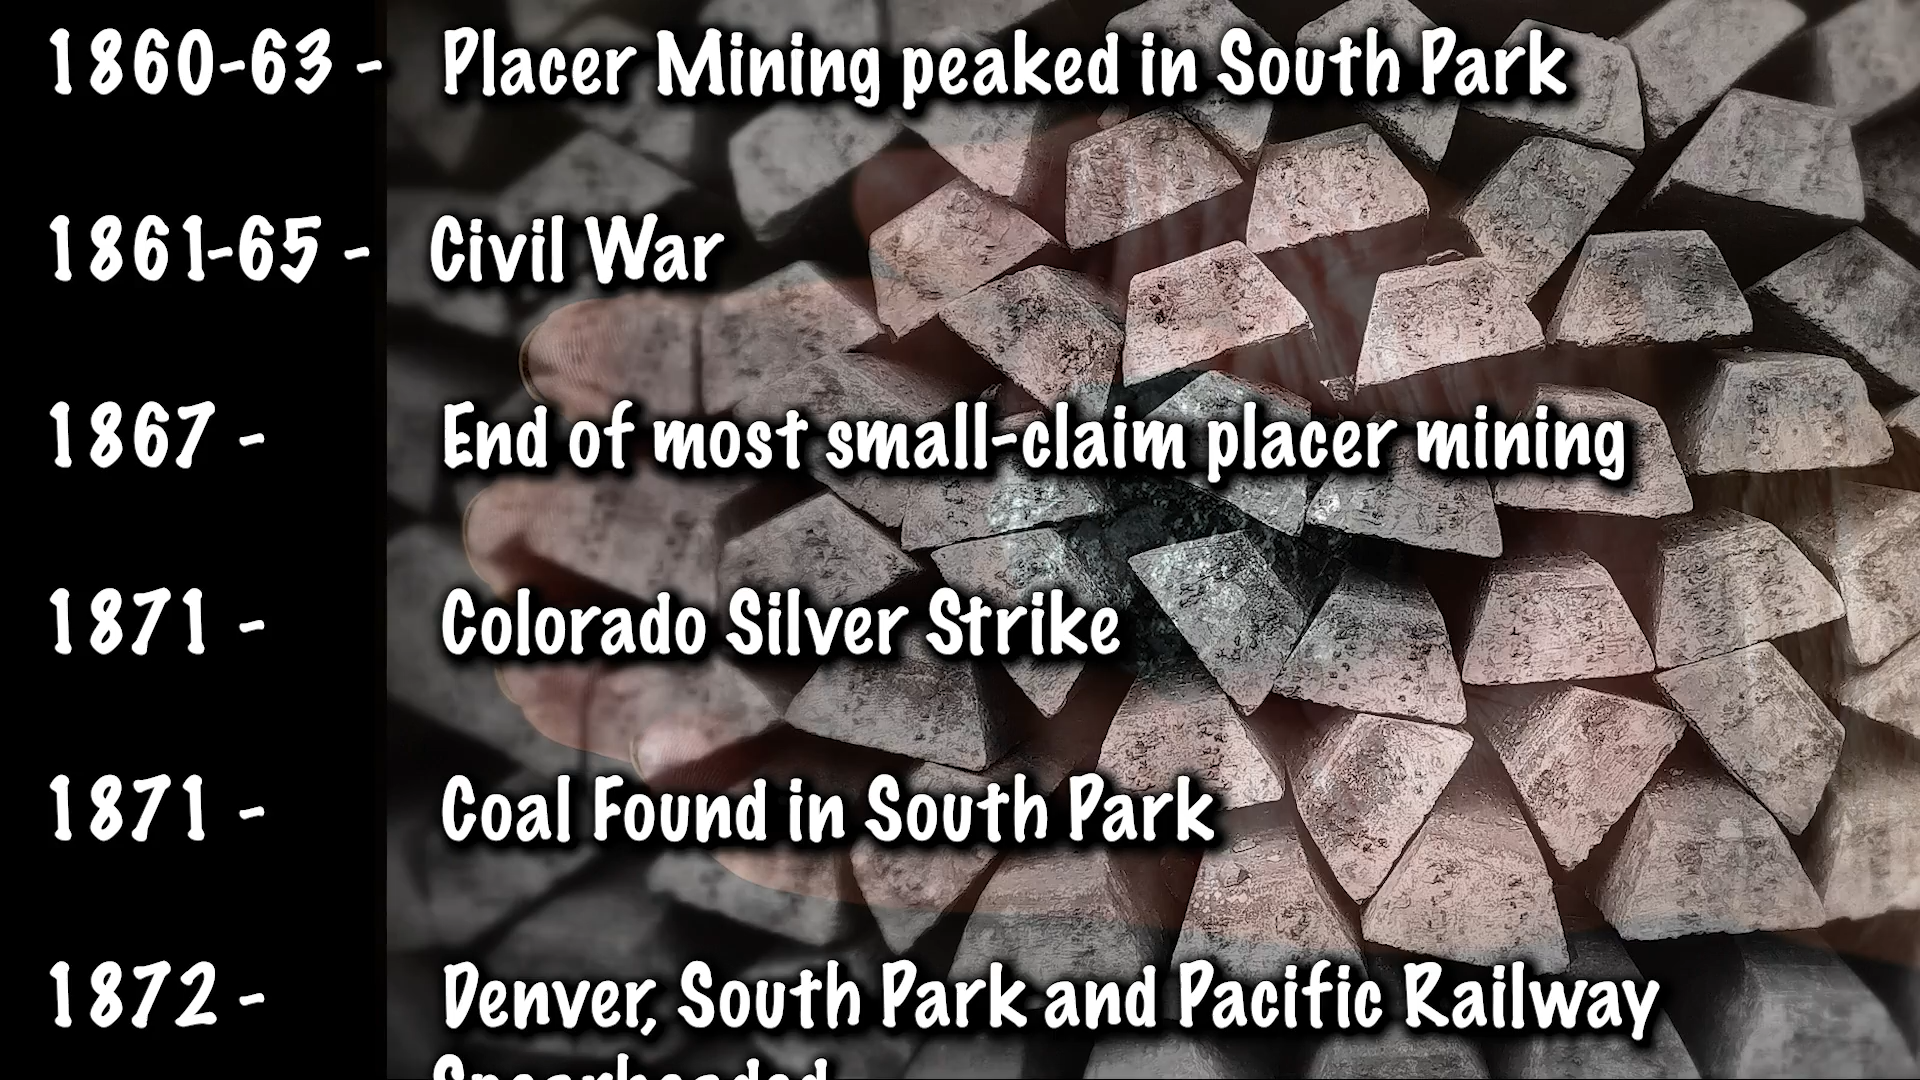 1860-63 - Placer Mining peaked in South Park
1861-65 - Civil War
1867 - End of most small-claim placer mining
1871 - Colorado Silver Strike
1871 - Coal Found in South Park
1872 - Denver, South Park and Pacific Railway
Spearheaded